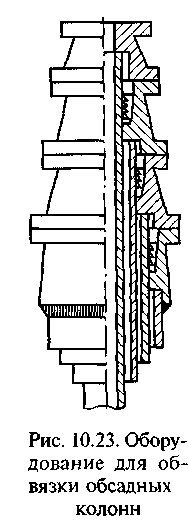 Рис. 10.23. Обору-
дование для об-
вязки обсадных
колонн